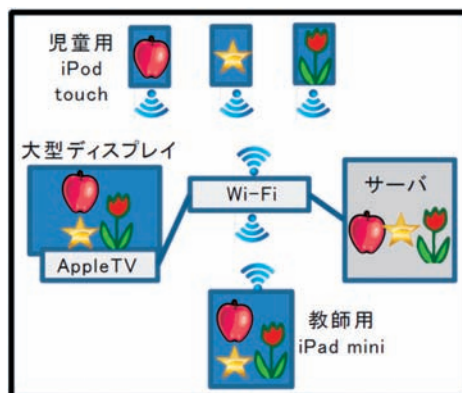 児童用
iPod
touch
大型ディスプレイ
Wi-Fi
サーバ
AppleTV
教師用
iPad mini